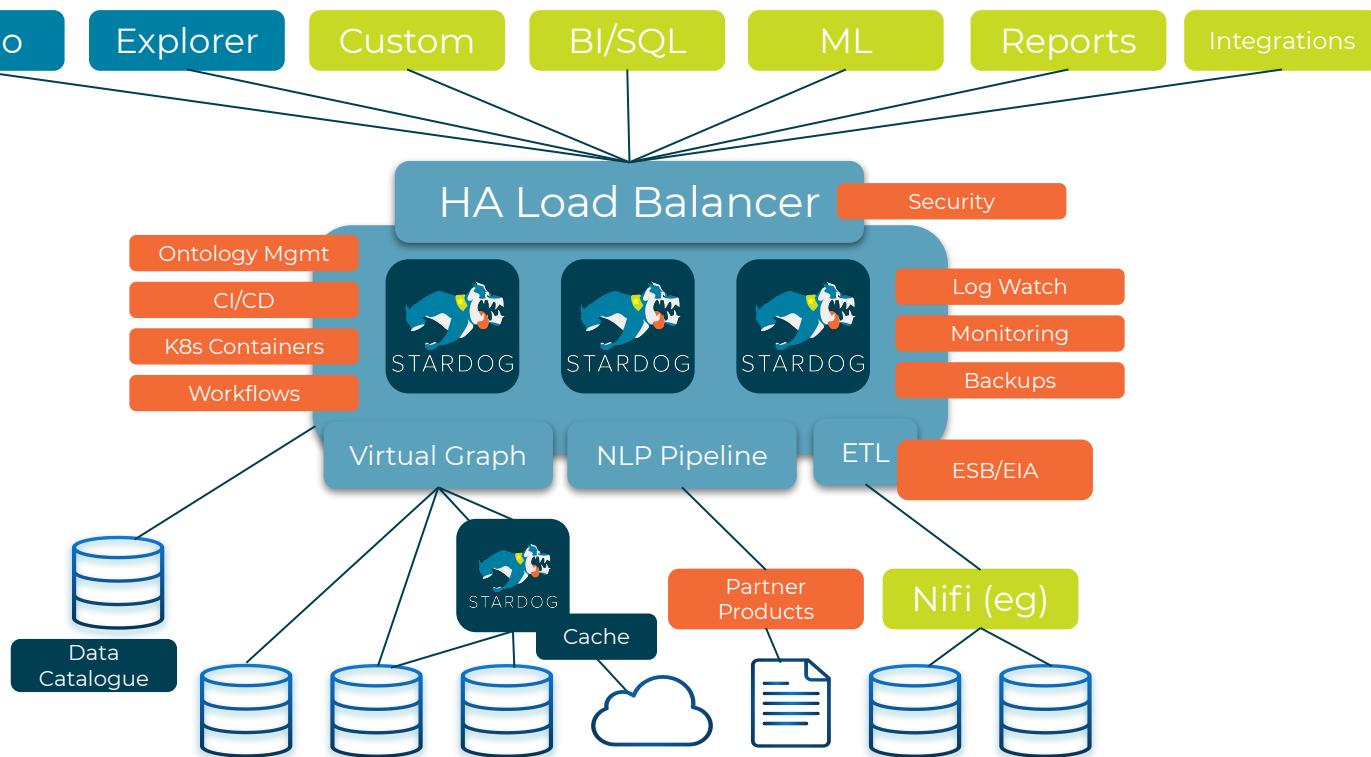 o
Explorer
Custom
BI/SQL
ML
Reports
Integrations
HA Load Balancer
Security
Ontology Mgmt
CI/CD
K8s Containers
Workflows
STARDOG
STARDOG
STARDOG
Log Watch
Monitoring
Backups
Virtual Graph
NLP Pipeline
ETL
ESB/EIA
STARDOG
Cache
Partner
Products
Nifi (eg)
Data
Catalogue